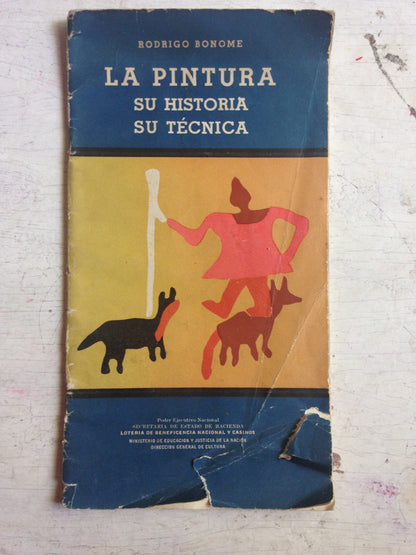 RODRIGO BONOME
LA PINTURA
SU HISTORIA
SU TÉCNICA
Poder Ejecutivo Nacional
SECRETARIA DE ESTADO DE HACIENDA
LOTERIA DE BENEFICENCIA NACIONAL Y CASINOS
MINISTERIO DE EDUCACION Y JUSTICIA DE LA NACION
DIRECCION GENERAL DE CULTURA